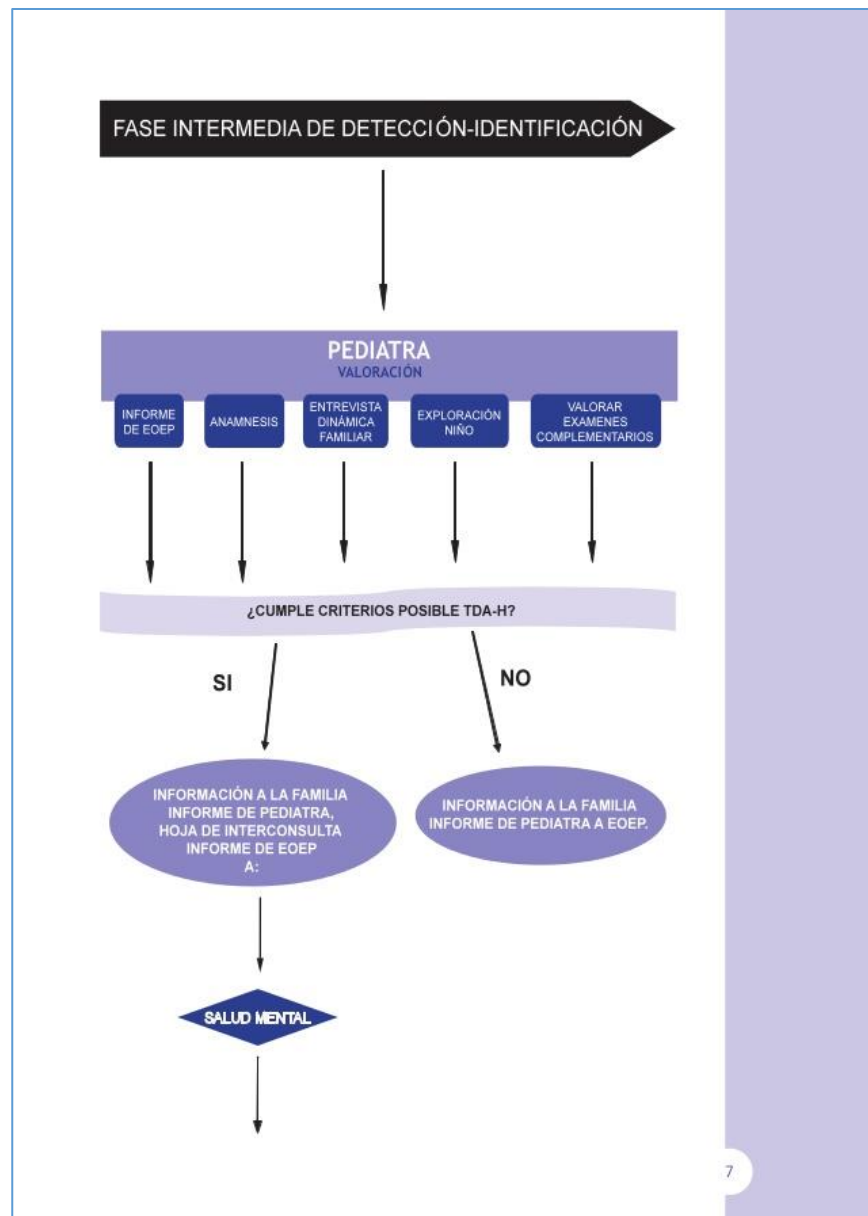 FASE INTERMEDIA DE DETECCIÓN-IDENTIFICACIÓN
PEDIATRA
VALORACIÓN
INFORME
DE EOEP
ANAMNESIS
ENTREVISTA
DINÁMICA
FAMILIAR
EXPLORACIÓN
NIÑO
VALORAR
EXAMENES
COMPLEMENTARIOS
¿CUMPLE CRITERIOS POSIBLE TDA-H?
SI
NO
INFORMACIÓN A LA FAMILIA
INFORME DE PEDIATRA,
HOJA DE INTERCONSULTA
INFORME DE EOEP
A:
INFORMACIÓN A LA FAMILIA
INFORME DE PEDIATRA A EOEP.
SALUD MENTAL
7